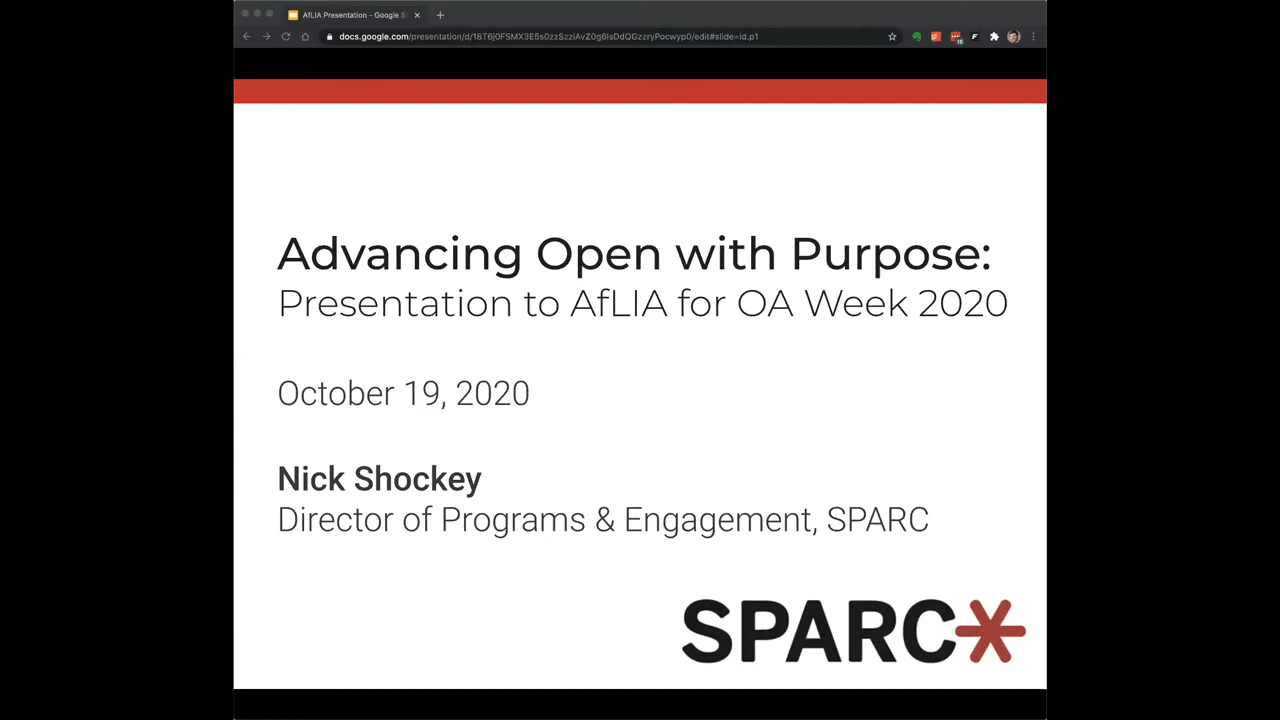 AfLIA Presentation - Google S
docs.google.com/presentation/d/18T6j0FSMX3E5s0zzSzziAvZ0g6IsDdQGzzryPocwyp0/edit#slide=id.p1
Advancing Open with Purpose:
Presentation to AfLIA for OA Week 2020
October 19, 2020
Nick Shockey
Director of Programs & Engagement, SPARC
SPARC